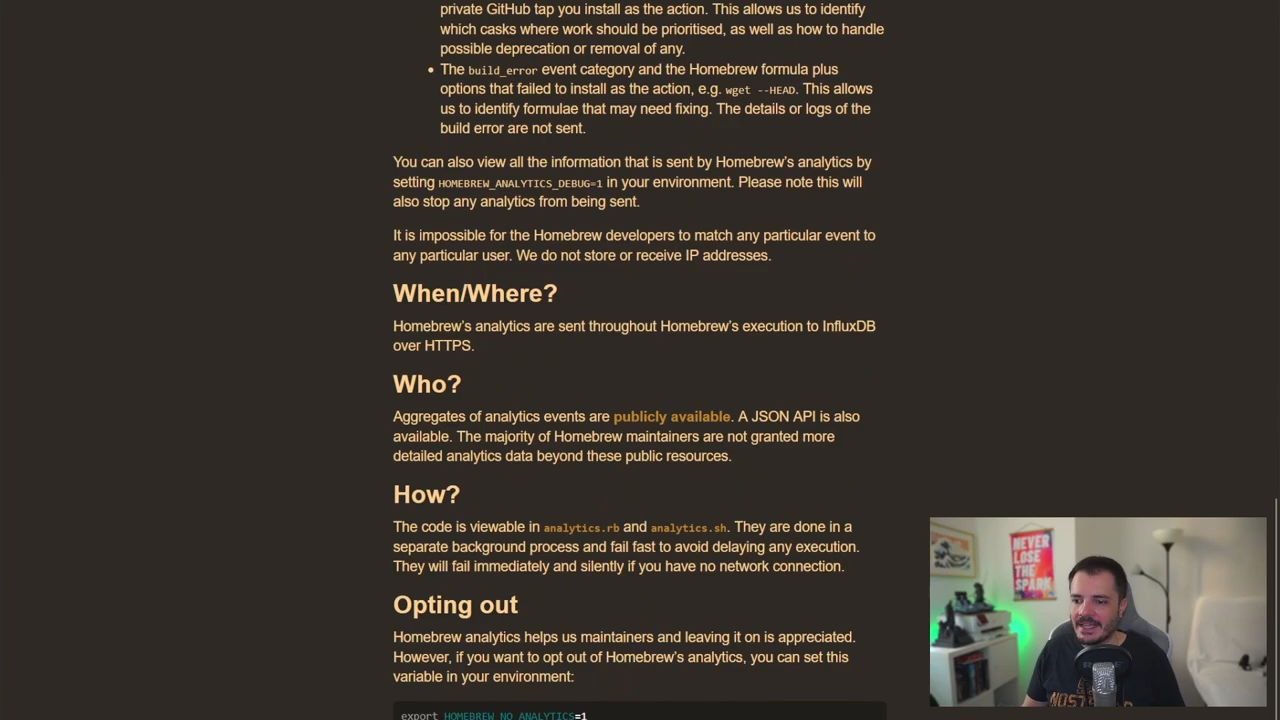 private GitHub tap you install as the action. This allows us to identify
which casks where work should be prioritised, as well as how to handle
possible deprecation or removal of any.
• The build_error event category and the Homebrew formula plus
options that failed to install as the action, e.g. wget --HEAD. This allows
us to identify formulae that may need fixing. The details or logs of the
build error are not sent.
You can also view all the information that is sent by Homebrew’s analytics by
setting HOMEBREW_ANALYTICS_DEBUG=1 in your environment. Please note this will
also stop any analytics from being sent.
It is impossible for the Homebrew developers to match any particular event to
any particular user. We do not store or receive IP addresses.
When/Where?
Homebrew’s analytics are sent throughout Homebrew’s execution to InfluxDB
over HTTPS.
Who?
Aggregates of analytics events are publicly available. A JSON API is also
available. The majority of Homebrew maintainers are not granted more
detailed analytics data beyond these public resources.
How?
The code is viewable in analytics.rb and analytics.sh. They are done in a
separate background process and fail fast to avoid delaying any execution.
They will fail immediately and silently if you have no network connection.
Opting out
Homebrew analytics helps us maintainers and leaving it on is appreciated.
However, if you want to opt out of Homebrew’s analytics, you can set this
variable in your environment:
export HOMEBREW_NO_ANALYTICS=1
NEVER
LOSE
THE
SPARK